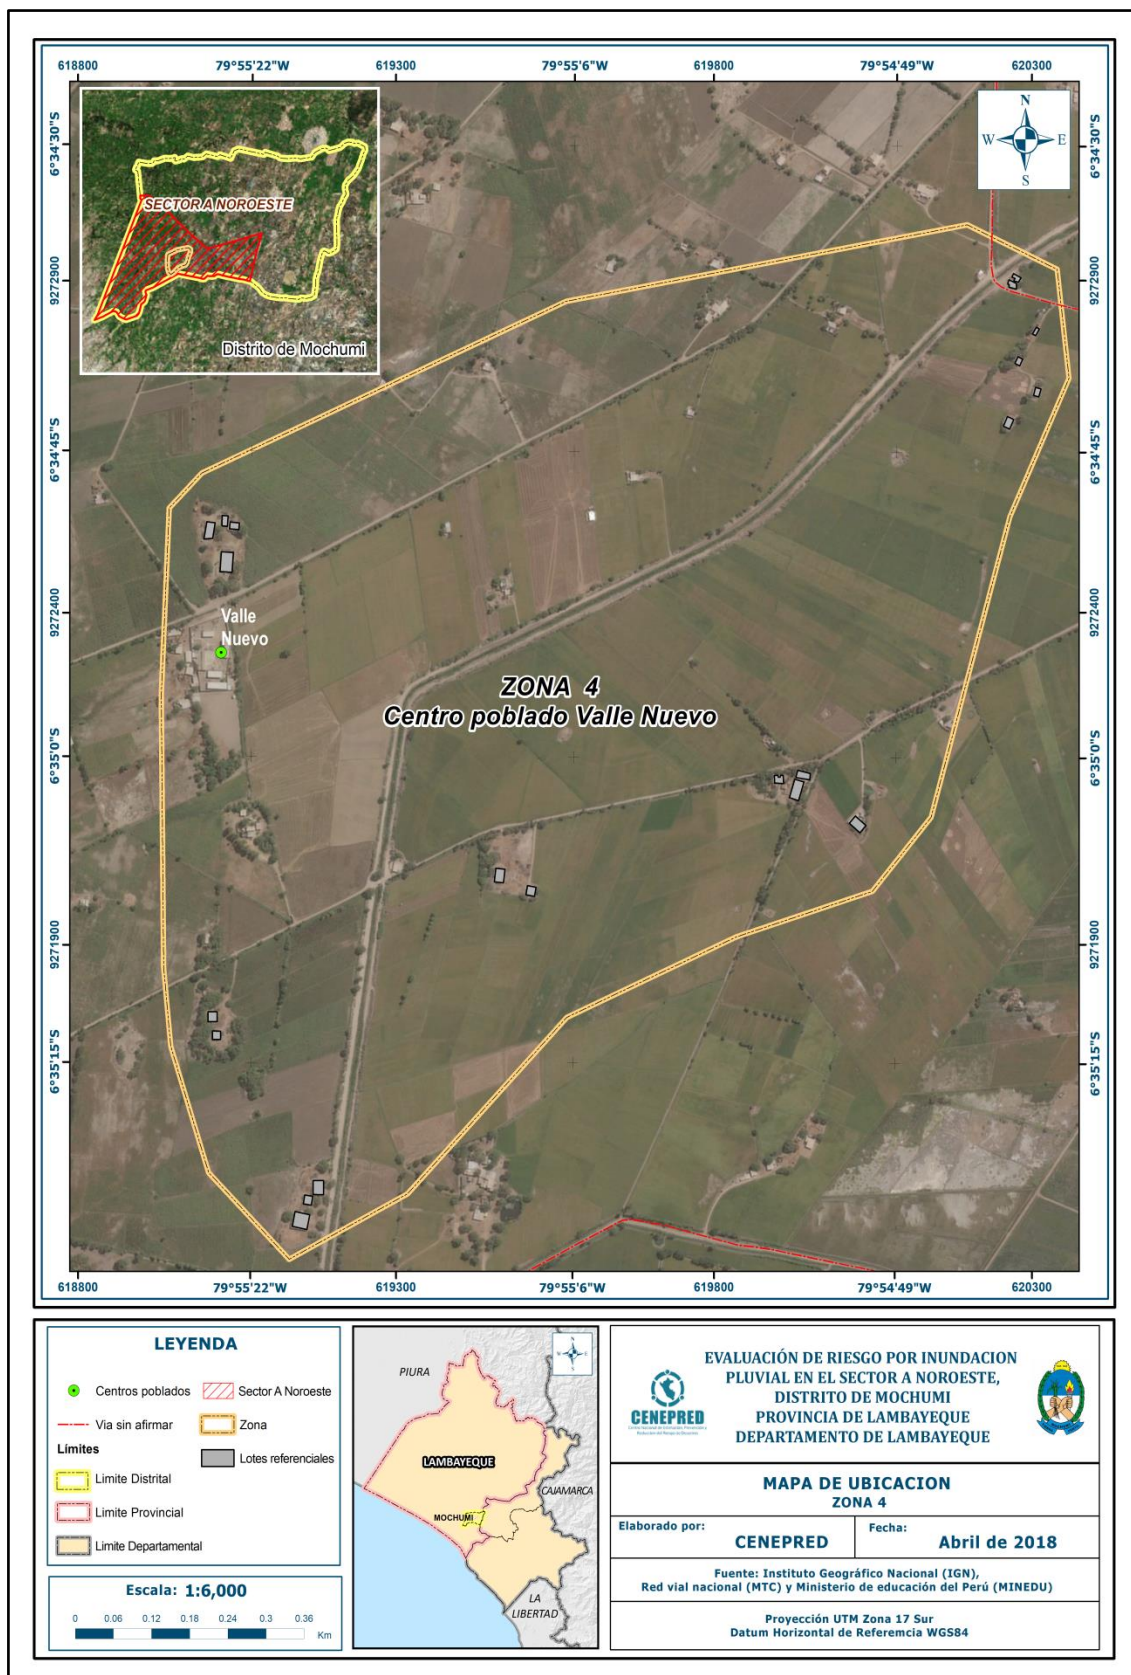 618800 79°55'22"W 619300 79°55'6"W 619800 79°54'49"W 620300
6°34'30"S
9272900
6°34'45"S
9272400
6°35'0"S
9271900
6°35'15"S
6°34'30"S
9272900
6°34'45"S
9272400
6°35'0"S
9271900
6°35'15"S
N
W E
S
SECTOR A NOROESTE
Distrito de Mochumi
Valle
Nuevo
ZONA 4
Centro poblado Valle Nuevo
618800 79°55'22"W 619300 79°55'6"W 619800 79°54'49"W 620300
LEYENDA
Centros poblados
Sector A Noroeste
Via sin afirmar
Zona
Límites
Lotes referenciales
Limite Distrital
Limite Provincial
Limite Departamental
Escala: 1:6,000
0 0.06 0.12 0.18 0.24 0.3 0.36
Km
PIURA
LAMBAYEQUE
CAJAMARCA
MOCHUMI
LA
LIBERTAD
CENEPRED
EVALUACIÓN DE RIESGO POR INUNDACION
PLUVIAL EN EL SECTOR A NOROESTE,
DISTRITO DE MOCHUMI
PROVINCIA DE LAMBAYEQUE
DEPARTAMENTO DE LAMBAYEQUE
MAPA DE UBICACION
ZONA 4
Elaborado por:
CENEPRED
Fecha:
Abril de 2018
Fuente: Instituto Geográfico Nacional (IGN),
Red vial nacional (MTC) y Ministerio de educación del Perú (MINEDU)
Proyección UTM Zona 17 Sur
Datum Horizontal de Referencia WGS84